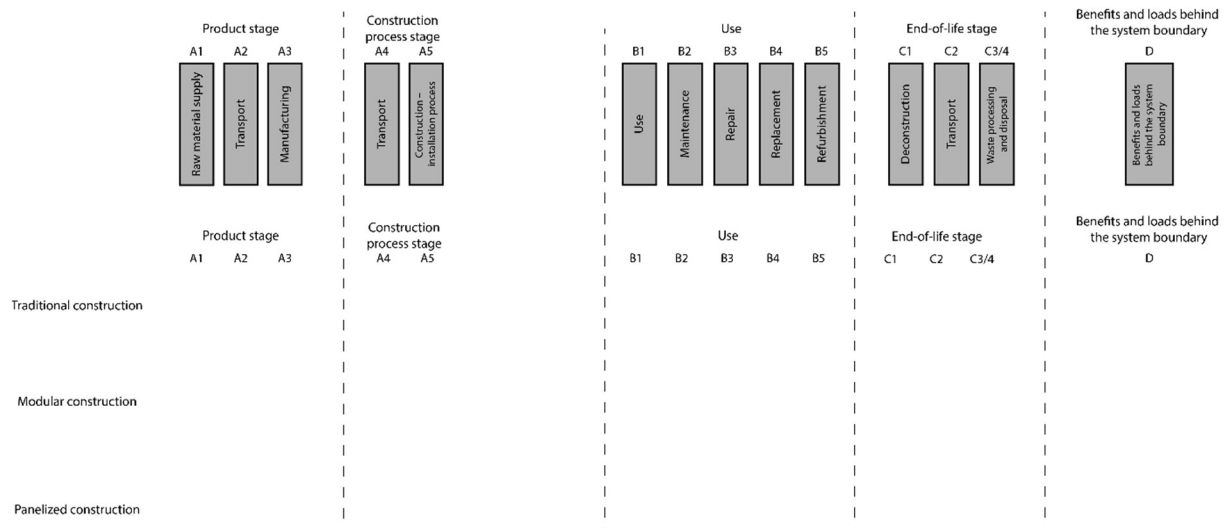 Product stage
A1 A2 A3
Raw material supply
Transport
Manufacturing
Construction
process stage
A4 A5
Transport
Construction –
installation process
Use
B1 B2 B3 B4 B5
Use
Maintenance
Repair
Replacement
Refurbishment
End-of-life stage
C1 C2 C3/4
Deconstruction
Transport
Waste processing
and disposal
Benefits and loads behind
the system boundary
D
Benefits and loads
behind the system
boundary
Product stage
A1 A2 A3
Construction
process stage
A4 A5
Use
B1 B2 B3 B4 B5
End-of-life stage
C1 C2 C3/4
Benefits and loads behind
the system boundary
D
Traditional construction
Modular construction
Panelized construction